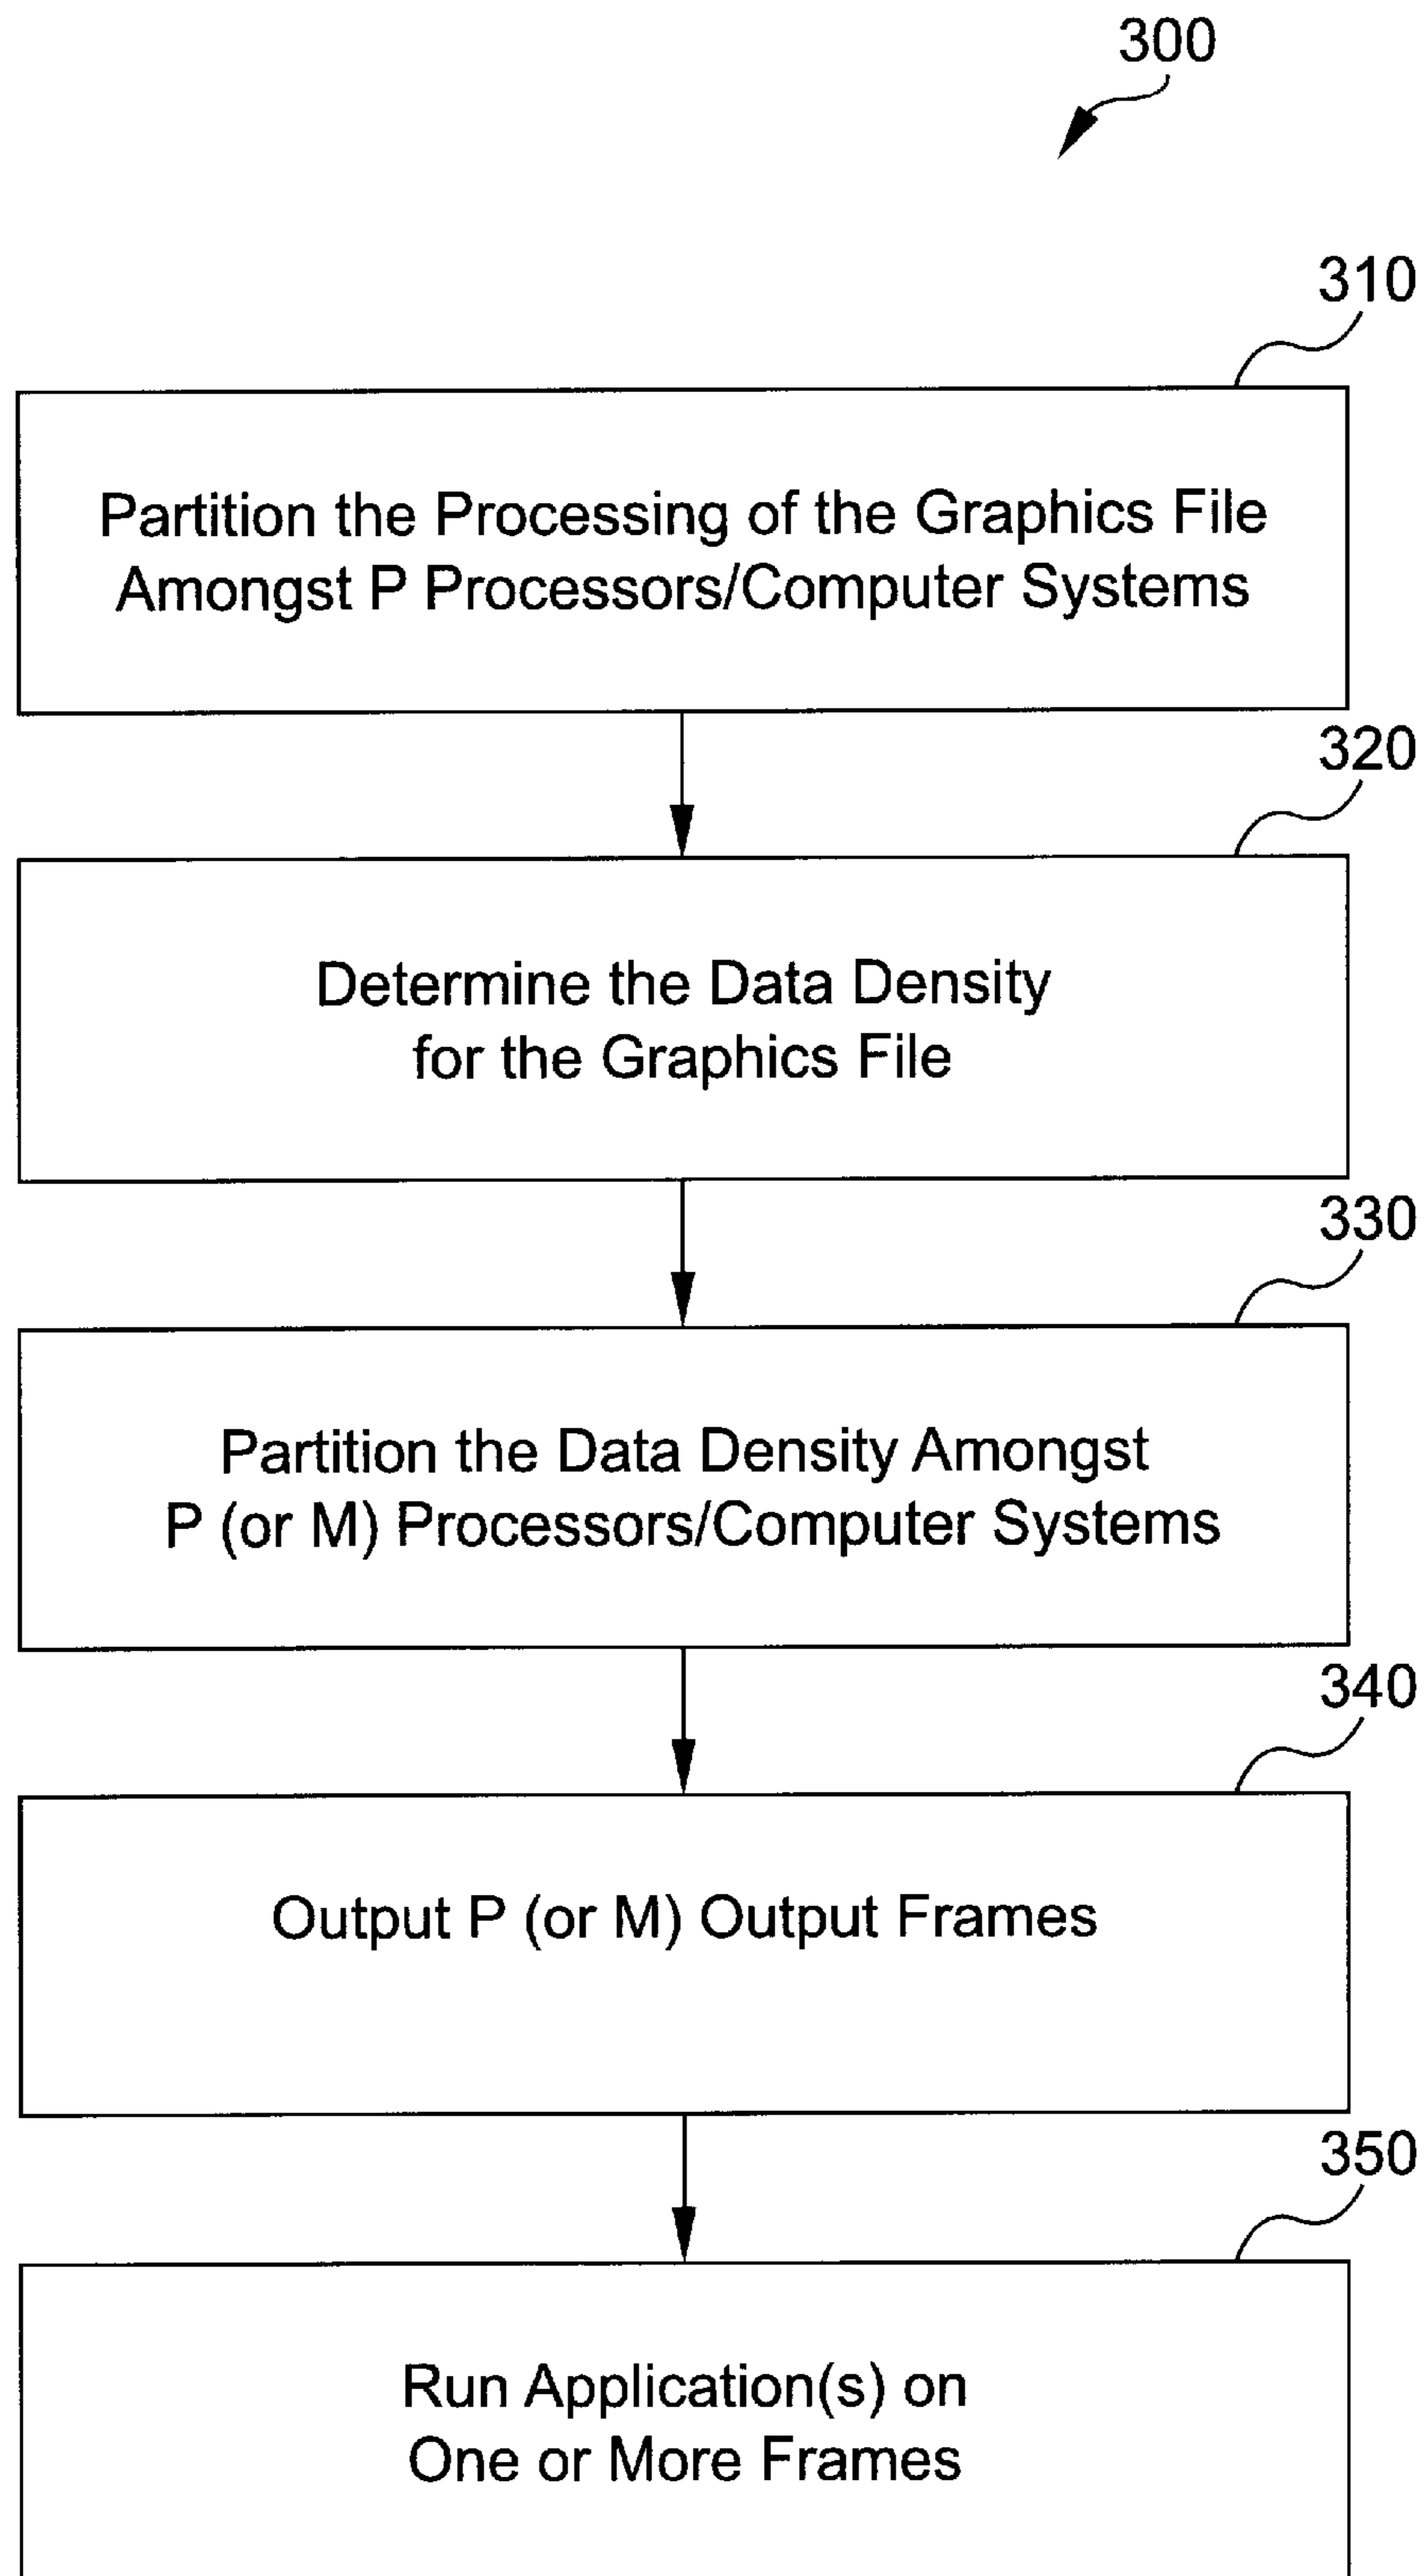 300
310
Partition the Processing of the Graphics File
Amongst P Processors/Computer Systems
320
Determine the Data Density
for the Graphics File
330
Partition the Data Density Amongst
P (or M) Processors/Computer Systems
340
Output P (or M) Output Frames
350
Run Application(s) on
One or More Frames